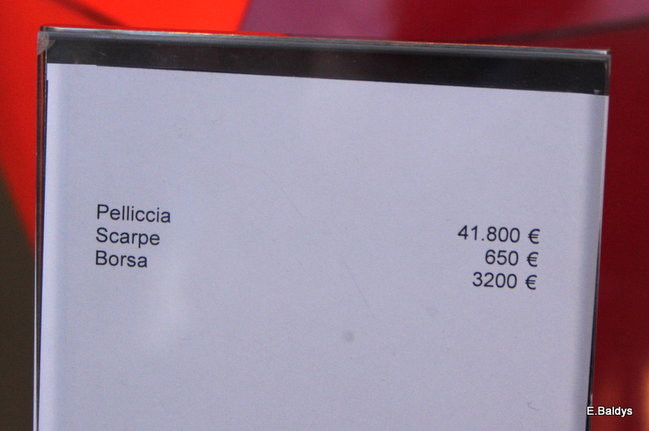 Pelliccia 41.800 €
Scarpe 650 €
Borsa 3200 €
E.Baldys